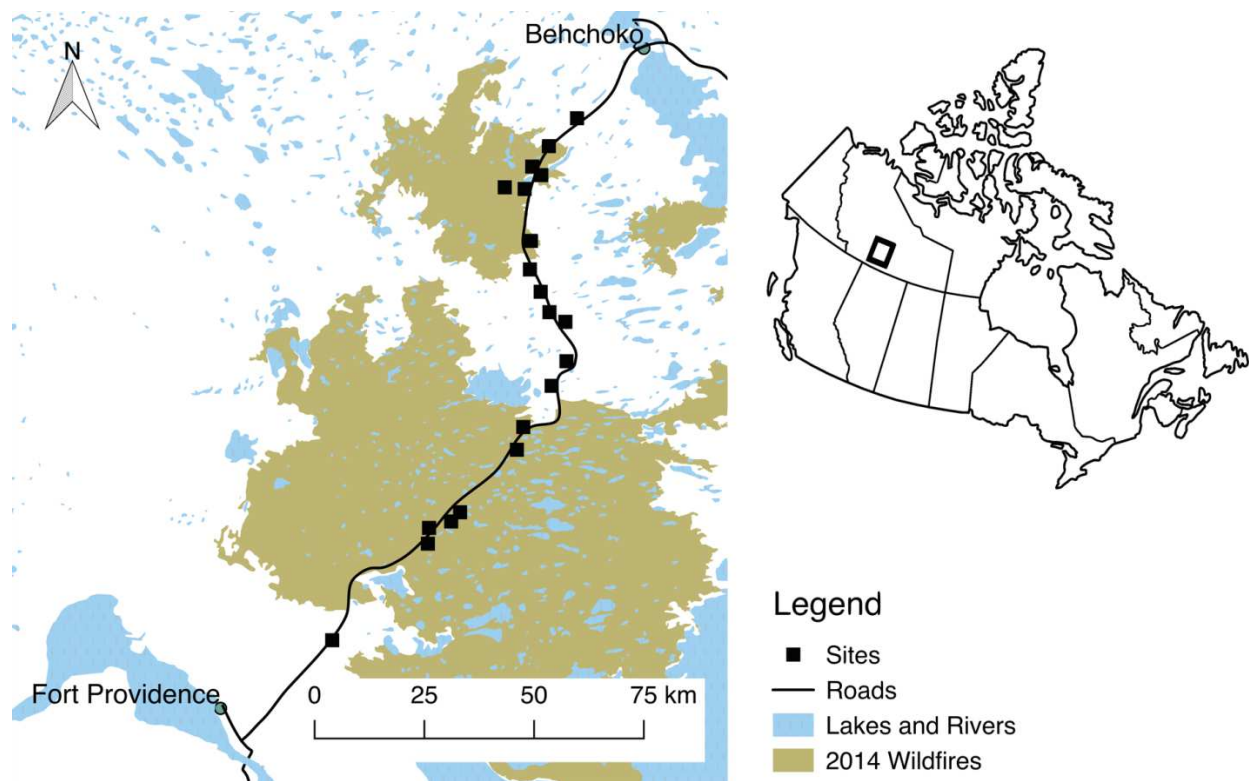 Behchoko
N
Fort Providence
0 25 50 75 km
Legend
Sites
Roads
Lakes and Rivers
2014 Wildfires